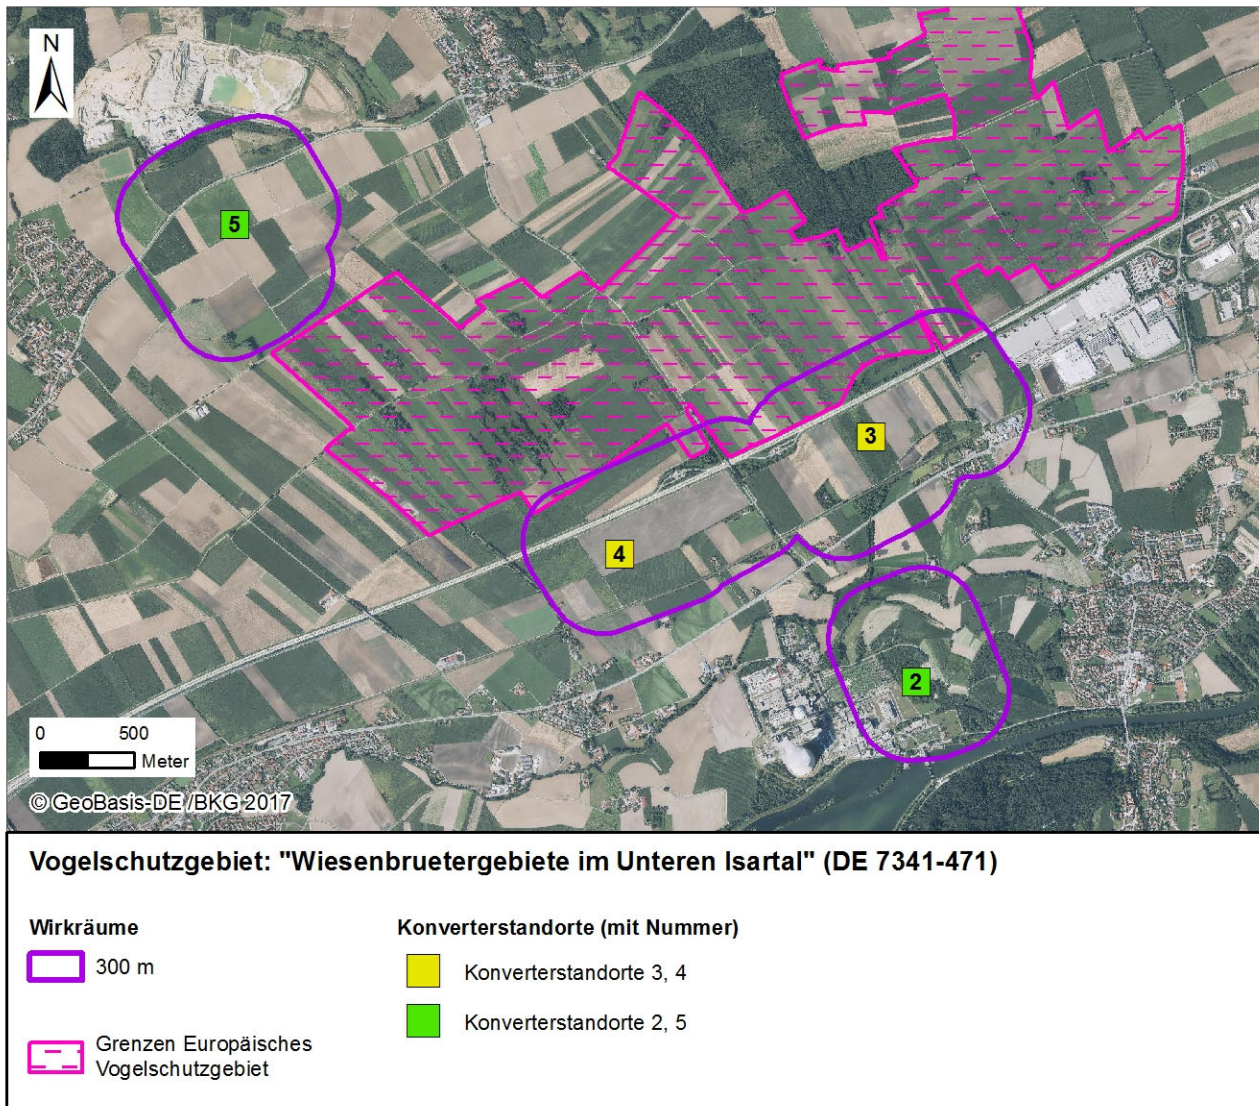 N
5
3
4
2
0 500
Meter
© GeoBasis-DE /BKG 2017
Vogelschutzgebiet: "Wiesenbruetergebiete im Unteren Isartal" (DE 7341-471)
Wirkräume
300 m
Grenzen Europäisches
Vogelschutzgebiet
Konverterstandorte (mit Nummer)
Konverterstandorte 3, 4
Konverterstandorte 2, 5